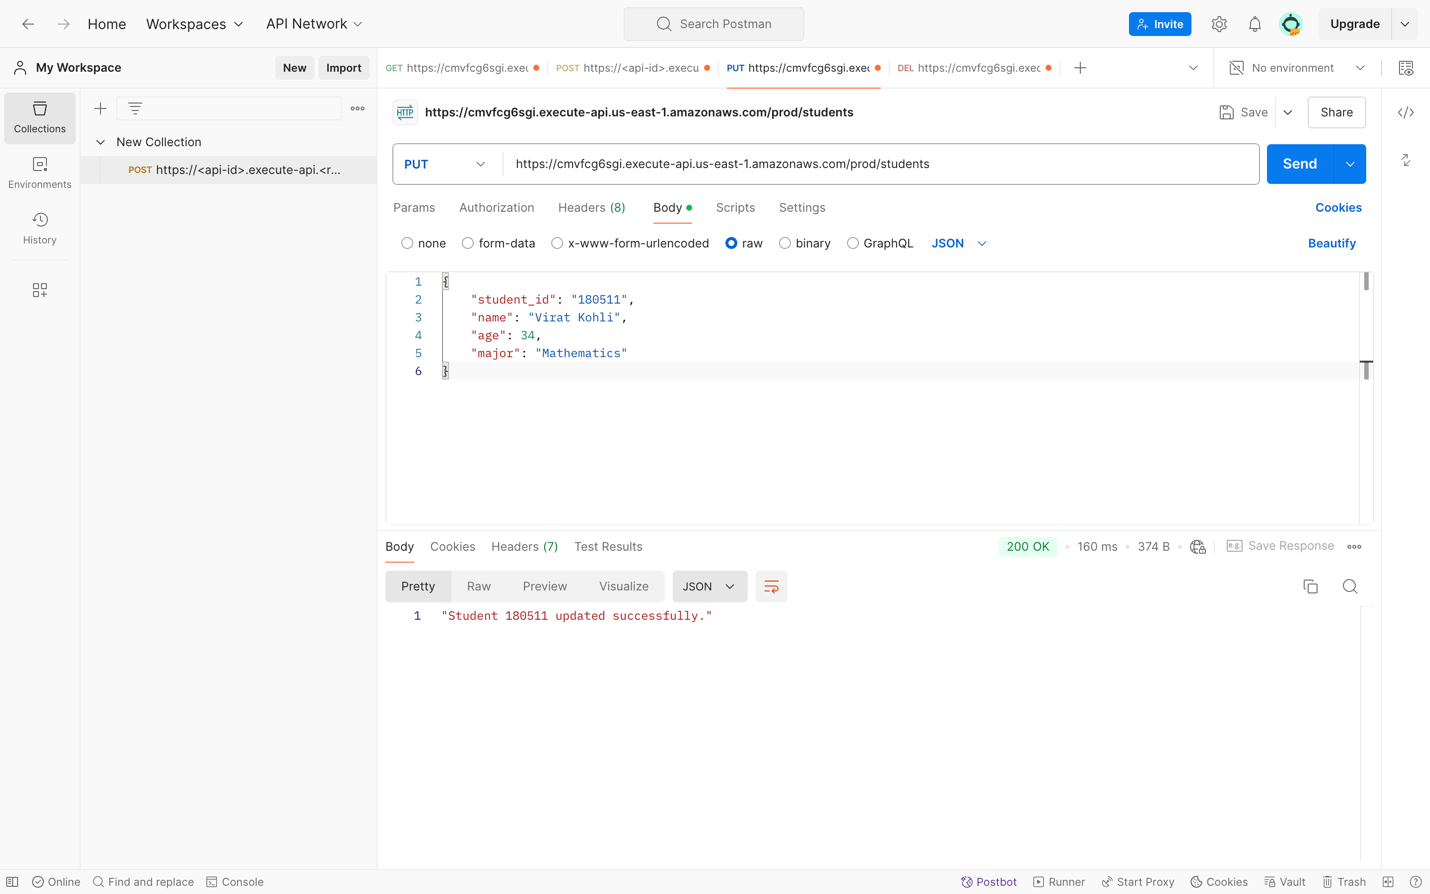 Home Workspaces API Network Search Postman Invite Upgrade
My Workspace New Import GET https://cmvfcg6sgi.exec POST https://<api-id>.execu PUT https://cmvfcg6sgi.exec DEL https://cmvfcg6sgi.exec No environment
Collections
New Collection
POST https://<api-id>.execute-api.<r...
Environments
History
HTTP https://cmvfcg6sgi.execute-api.us-east-1.amazonaws.com/prod/students Save Share
PUT https://cmvfcg6sgi.execute-api.us-east-1.amazonaws.com/prod/students Send
Params Authorization Headers (8) Body Scripts Settings Cookies
none form-data x-www-form-urlencoded raw binary GraphQL JSON Beautify
1 {
2 "student_id": "180511",
3 "name": "Virat Kohli",
4 "age": 34,
5 "major": "Mathematics"
6 }
Body Cookies Headers (7) Test Results 200 OK 160 ms 374 B e.g. Save Response
Pretty Raw Preview Visualize JSON
1 "Student 180511 updated successfully."
Online Find and replace Console Postbot Runner Start Proxy Cookies Vault Trash